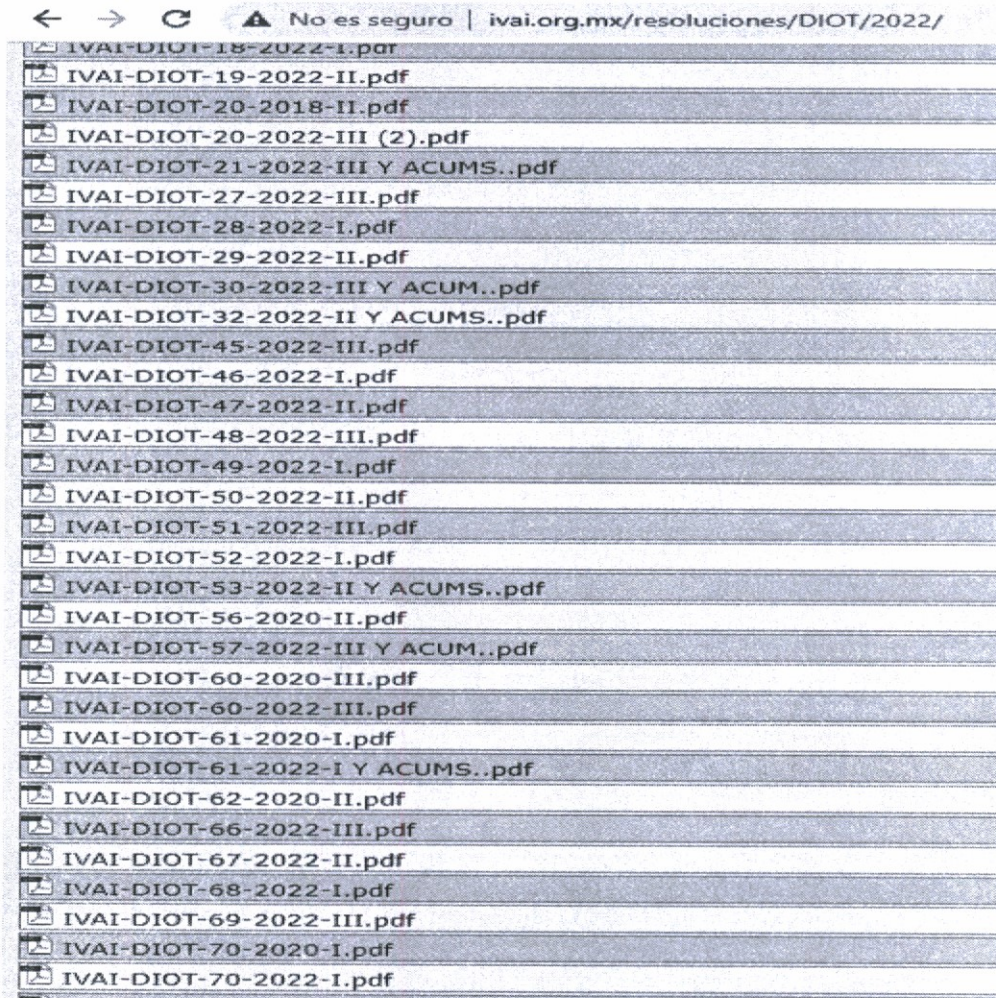 No es seguro | ivai.org.mx/resoluciones/DIOT/2022/
IVAI-DIOT-18-2022-I.pdf
IVAI-DIOT-19-2022-II.pdf
IVAI-DIOT-20-2018-II.pdf
IVAI-DIOT-20-2022-III (2).pdf
IVAI-DIOT-21-2022-III Y ACUMS..pdf
IVAI-DIOT-27-2022-III.pdf
IVAI-DIOT-28-2022-I.pdf
IVAI-DIOT-29-2022-II.pdf
IVAI-DIOT-30-2022-III Y ACUM..pdf
IVAI-DIOT-32-2022-II Y ACUMS..pdf
IVAI-DIOT-45-2022-III.pdf
IVAI-DIOT-46-2022-I.pdf
IVAI-DIOT-47-2022-II.pdf
IVAI-DIOT-48-2022-III.pdf
IVAI-DIOT-49-2022-I.pdf
IVAI-DIOT-50-2022-II.pdf
IVAI-DIOT-51-2022-III.pdf
IVAI-DIOT-52-2022-I.pdf
IVAI-DIOT-53-2022-II Y ACUMS..pdf
IVAI-DIOT-56-2020-II.pdf
IVAI-DIOT-57-2022-III Y ACUM..pdf
IVAI-DIOT-60-2020-III.pdf
IVAI-DIOT-60-2022-III.pdf
IVAI-DIOT-61-2020-I.pdf
IVAI-DIOT-61-2022-I Y ACUMS..pdf
IVAI-DIOT-62-2020-II.pdf
IVAI-DIOT-66-2022-III.pdf
IVAI-DIOT-67-2022-II.pdf
IVAI-DIOT-68-2022-I.pdf
IVAI-DIOT-69-2022-III.pdf
IVAI-DIOT-70-2020-I.pdf
IVAI-DIOT-70-2022-I.pdf